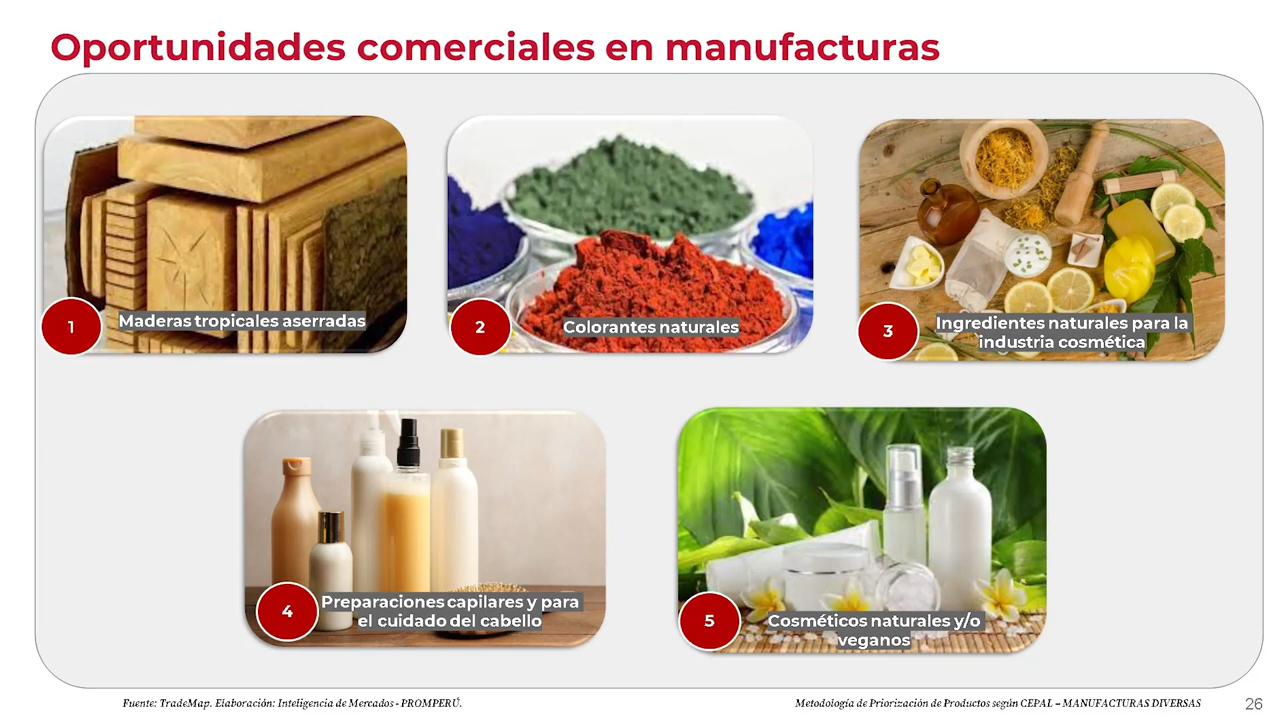 Oportunidades comerciales en manufacturas
1
Maderas tropicales aserradas
2
Colorantes naturales
3
Ingredientes naturales para la
industria cosmética
4
Preparaciones capilares y para
el cuidado del cabello
5
Cosméticos naturales y/o
veganos
Fuente: TradeMap. Elaboración: Inteligencia de Mercados - PROMPERÚ.
Metodología de Priorización de Productos según CEPAL – MANUFACTURAS DIVERSAS
26